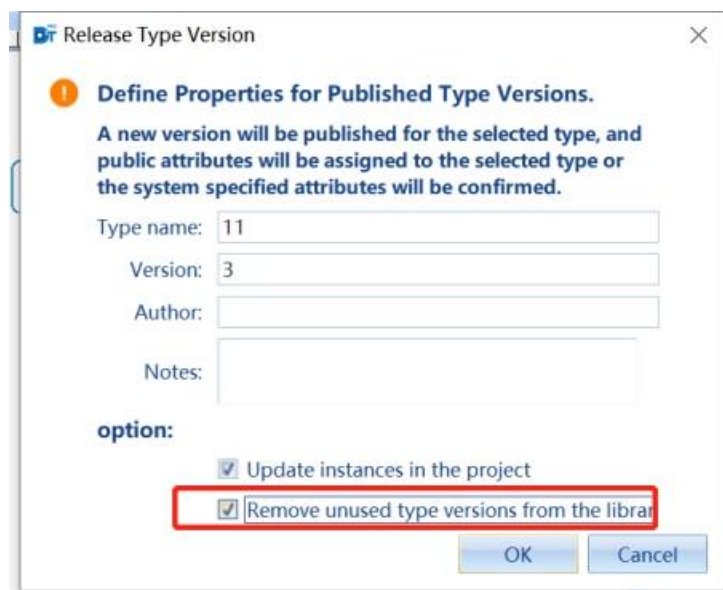 DT Release Type Version
Define Properties for Published Type Versions.
A new version will be published for the selected type, and
public attributes will be assigned to the selected type or
the system specified attributes will be confirmed.
Type name: 11
Version: 3
Author:
Notes:
option:
Update instances in the project
Remove unused type versions from the librar
OK Cancel